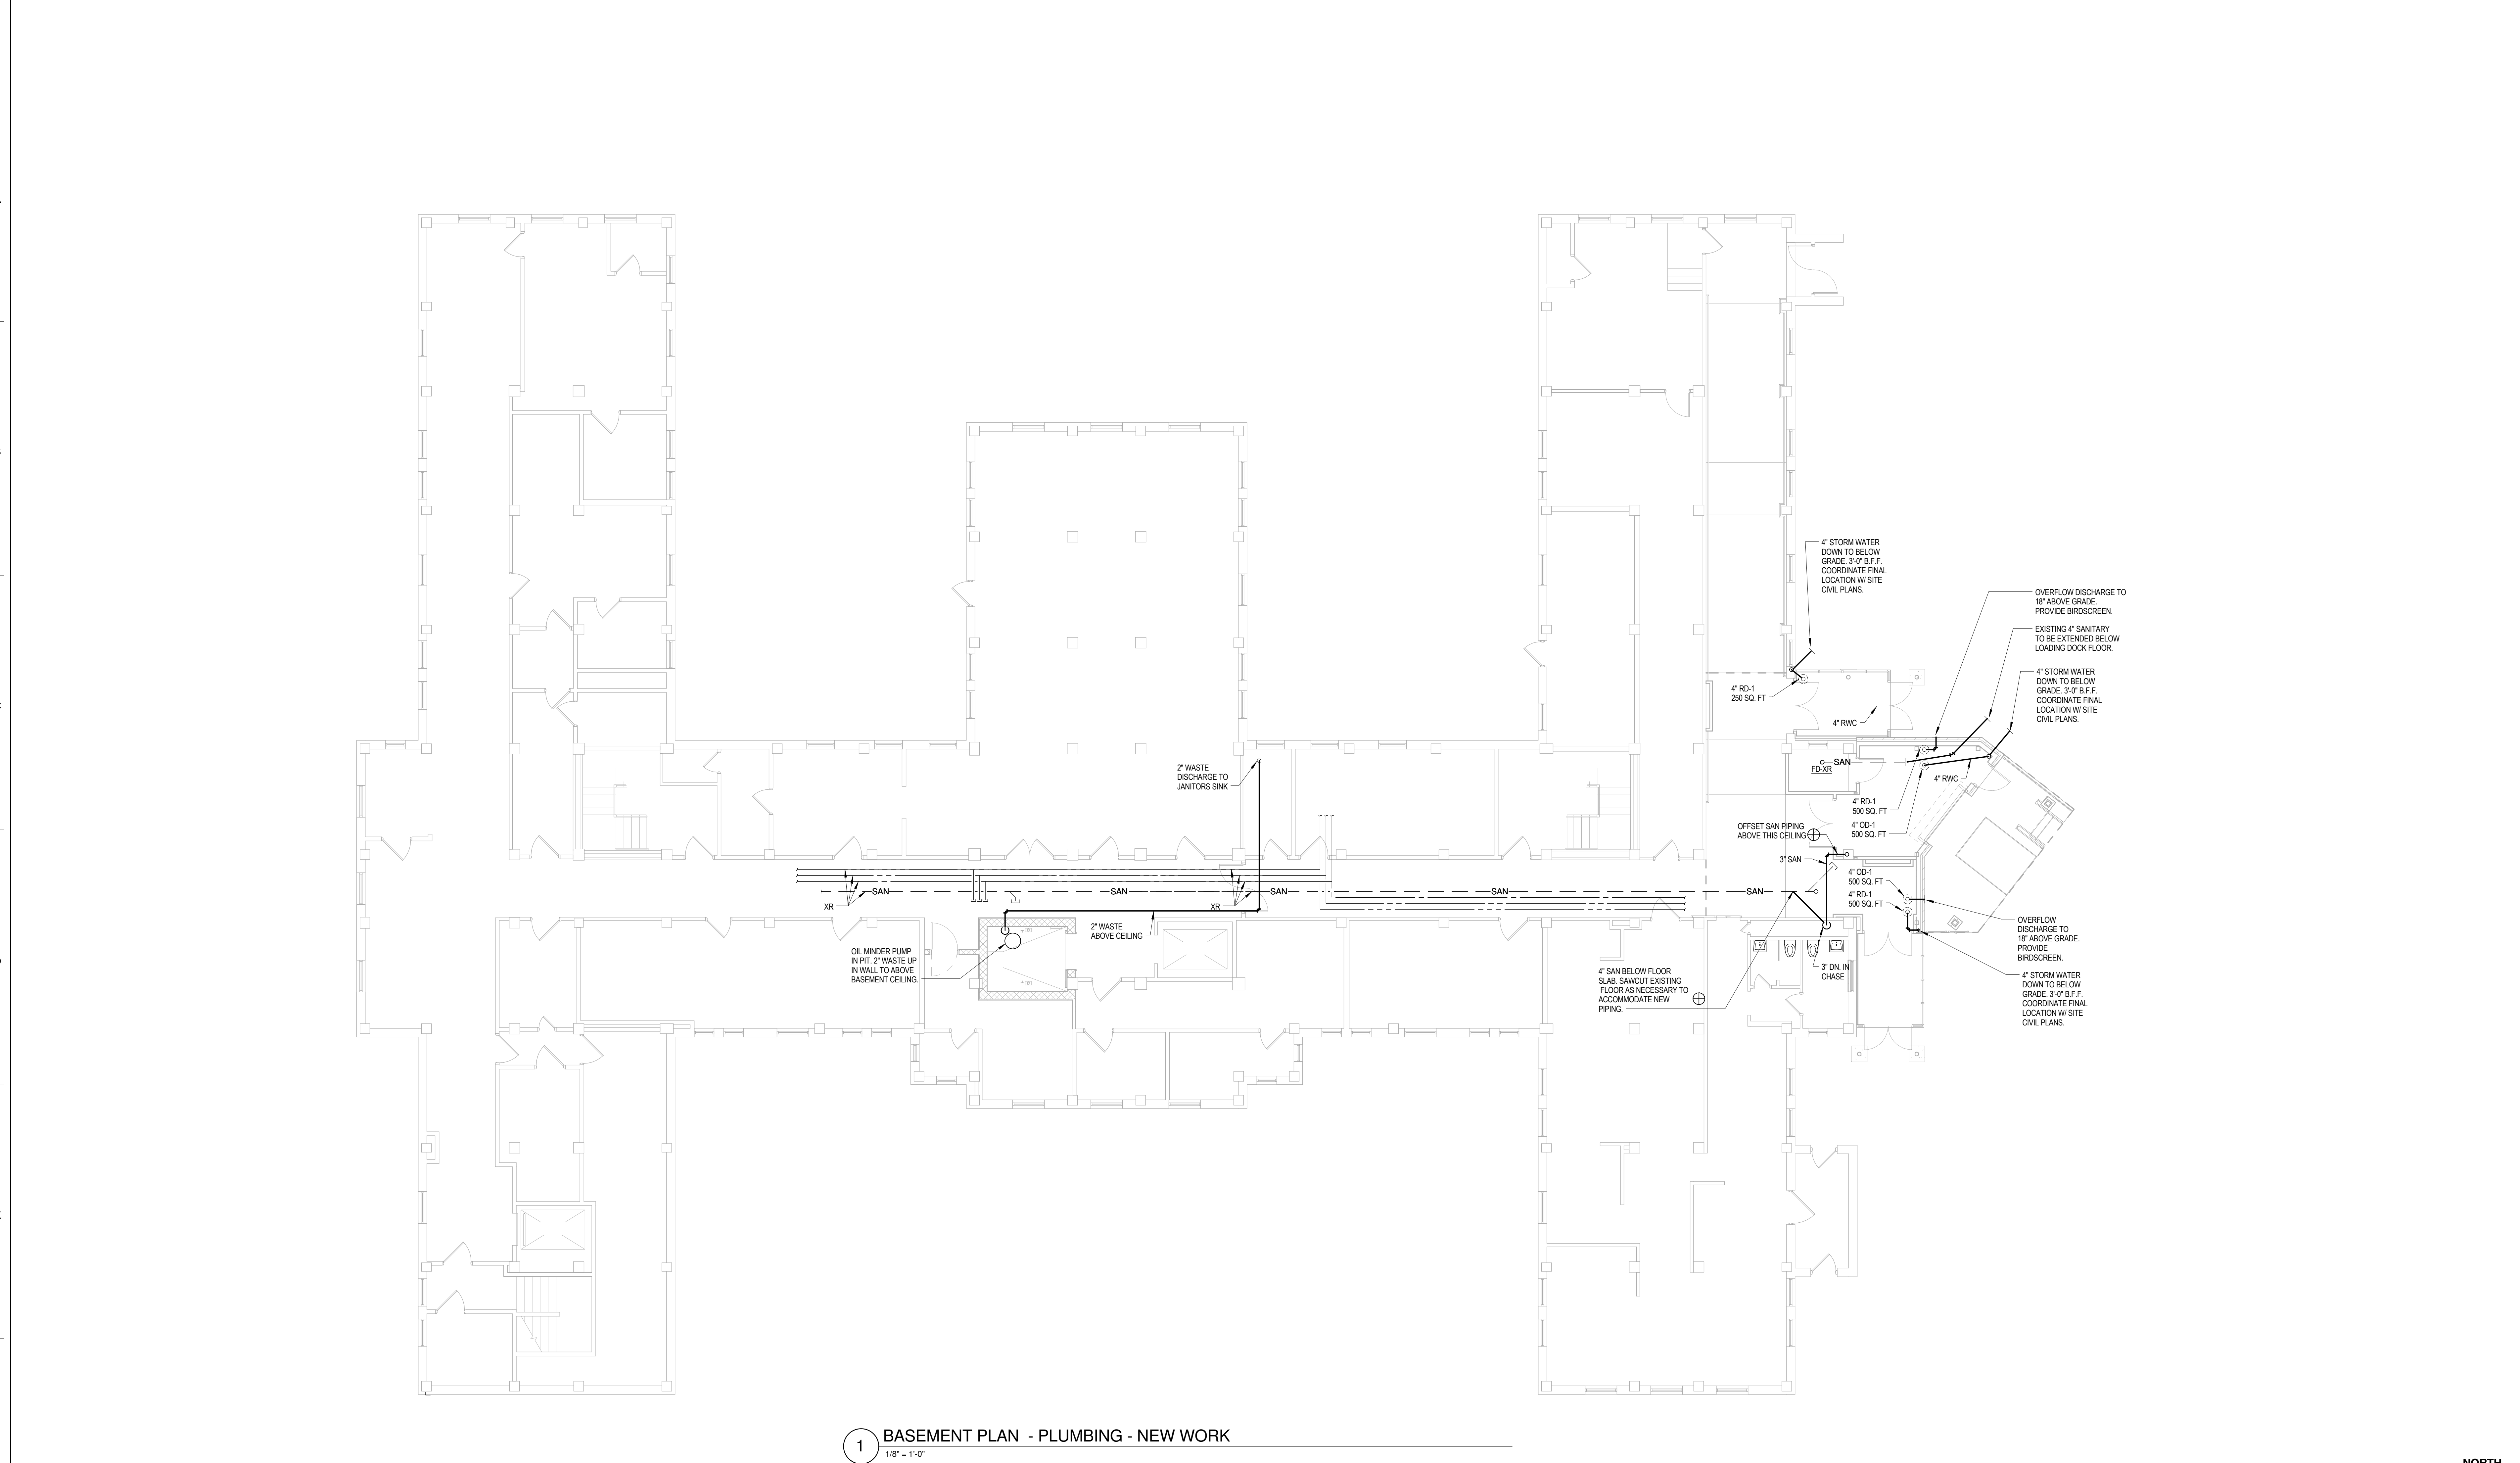 4" STORM WATER
DOWN TO BELOW
GRADE. 3'-0" B.F.F.
COORDINATE FINAL
LOCATION W/ SITE
CIVIL PLANS.
OVERFLOW DISCHARGE TO
18" ABOVE GRADE.
PROVIDE BIRDSCREEN.
EXISTING 4" SANITARY
TO BE EXTENDED BELOW
LOADING DOCK FLOOR.
4" STORM WATER
DOWN TO BELOW
GRADE. 3'-0" B.F.F.
COORDINATE FINAL
LOCATION W/ SITE
CIVIL PLANS.
4" RD-1
250 SQ. FT
4" RWC
SAN
FD-XR
4" RWC
4" RD-1
500 SQ. FT
4" OD-1
500 SQ. FT
OFFSET SAN PIPING
ABOVE THIS CEILING
3" SAN
4" OD-1
500 SQ. FT
4" RD-1
500 SQ. FT
2" WASTE
DISCHARGE TO
JANITORS SINK
SAN
SAN
SAN
SAN
SAN
XR
XR
2" WASTE
ABOVE CEILING
OIL MINDER PUMP
IN PIT. 2" WASTE UP
IN WALL TO ABOVE
BASEMENT CEILING.
4" SAN BELOW FLOOR
SLAB. SAWCUT EXISTING
FLOOR AS NECESSARY TO
ACCOMMODATE NEW
PIPING.
3" DN. IN
CHASE
OVERFLOW
DISCHARGE TO
18" ABOVE GRADE.
PROVIDE
BIRDSCREEN.
4" STORM WATER
DOWN TO BELOW
GRADE. 3'-0" B.F.F.
COORDINATE FINAL
LOCATION W/ SITE
CIVIL PLANS.
1
BASEMENT PLAN - PLUMBING - NEW WORK
1/8" = 1'-0"
NORTH